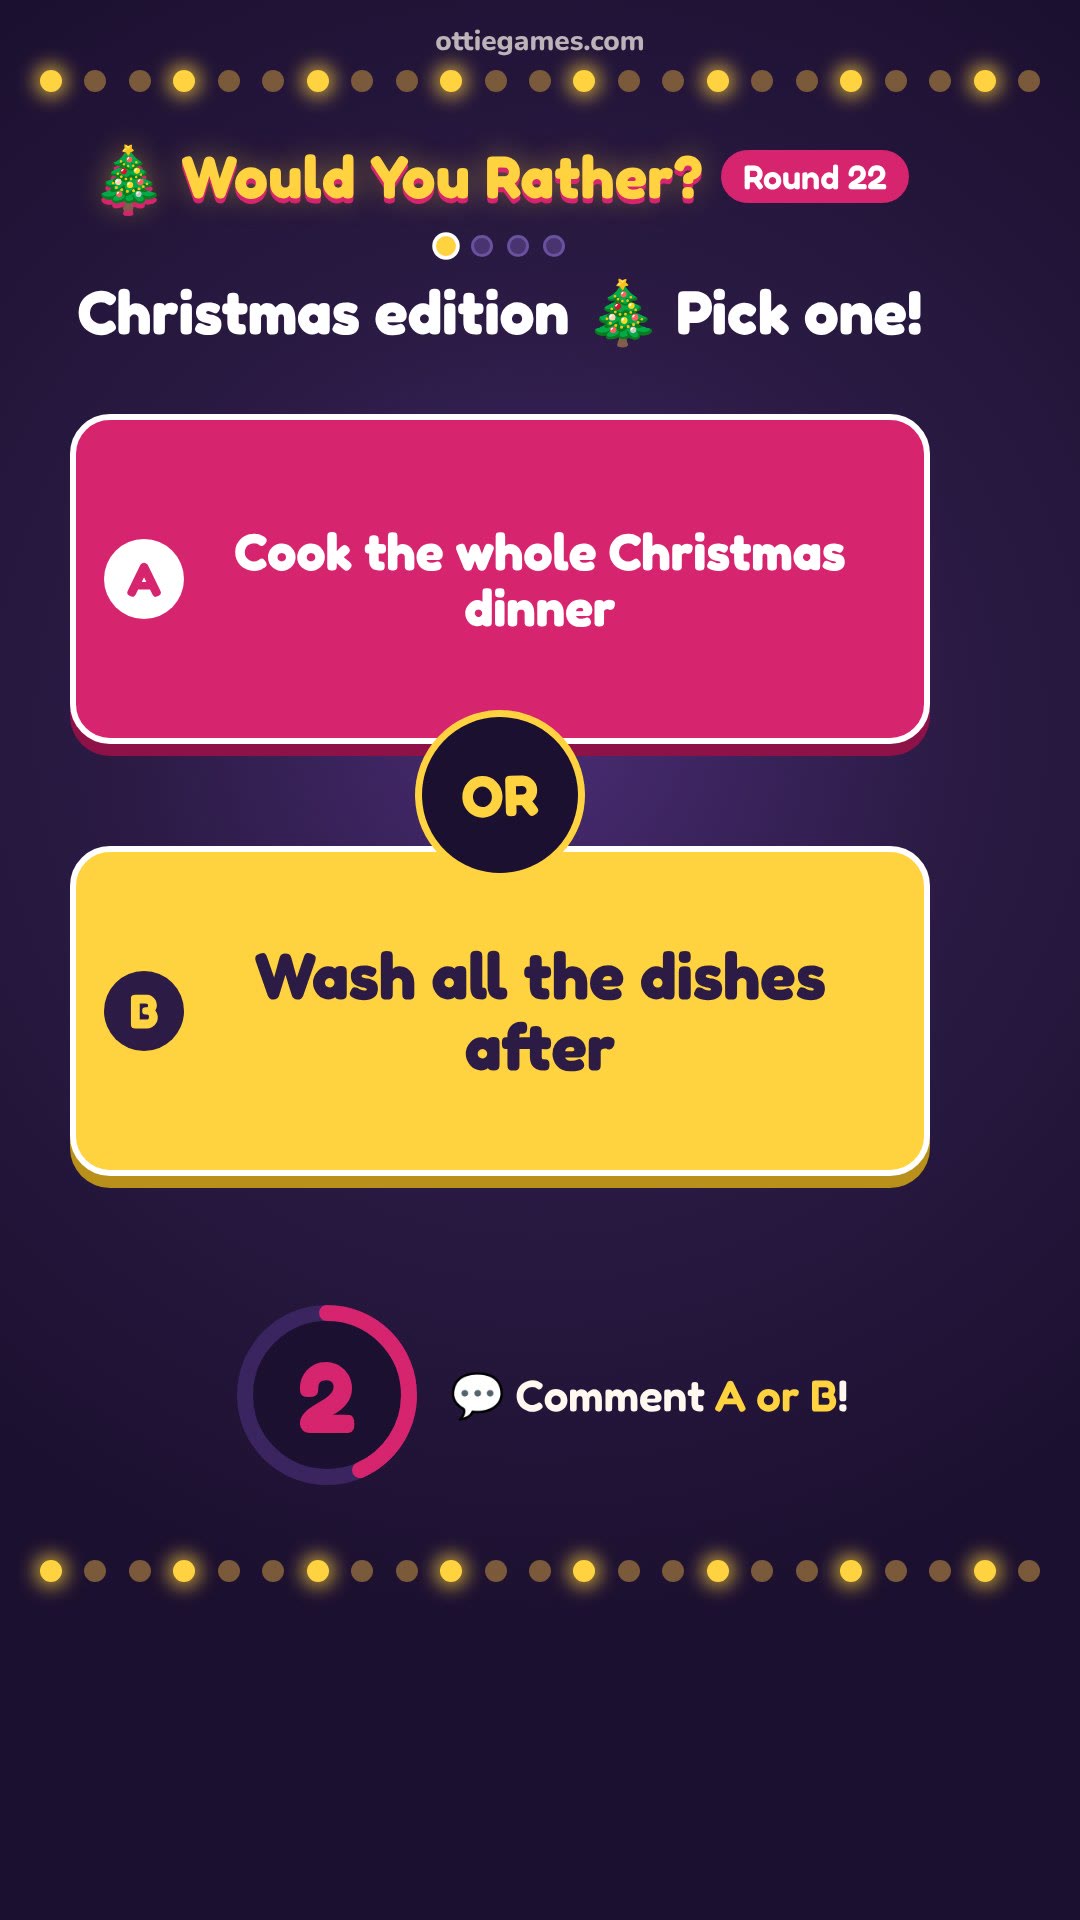 ottiegames.com
🎄 Would You Rather? Round 22
Christmas edition 🎄 Pick one!
A
Cook the whole Christmas
dinner
OR
B
Wash all the dishes
after
2
💬 Comment A or B!